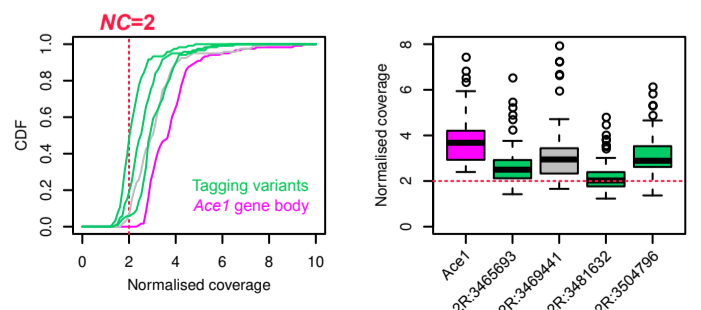 NC=2
CDF
0.0 0.2 0.4 0.6 0.8 1.0
Tagging variants
Ace1 gene body
0 2 4 6 8 10
Normalised coverage
Normalised coverage
0 2 4 6 8
Ace1
2R:3465693
2R:3469441
2R:3481632
2R:3504796